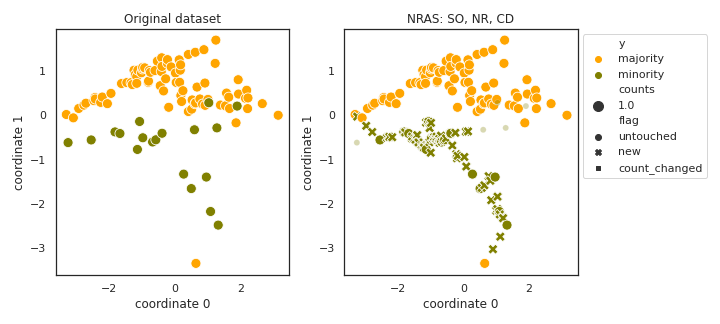 Original dataset
NRAS: SO, NR, CD
coordinate 1
1
0
−1
−2
−3
−2
0
2
coordinate 0
coordinate 1
1
0
−1
−2
−3
−2
0
2
coordinate 0
y
majority
minority
counts
1.0
flag
untouched
new
count_changed